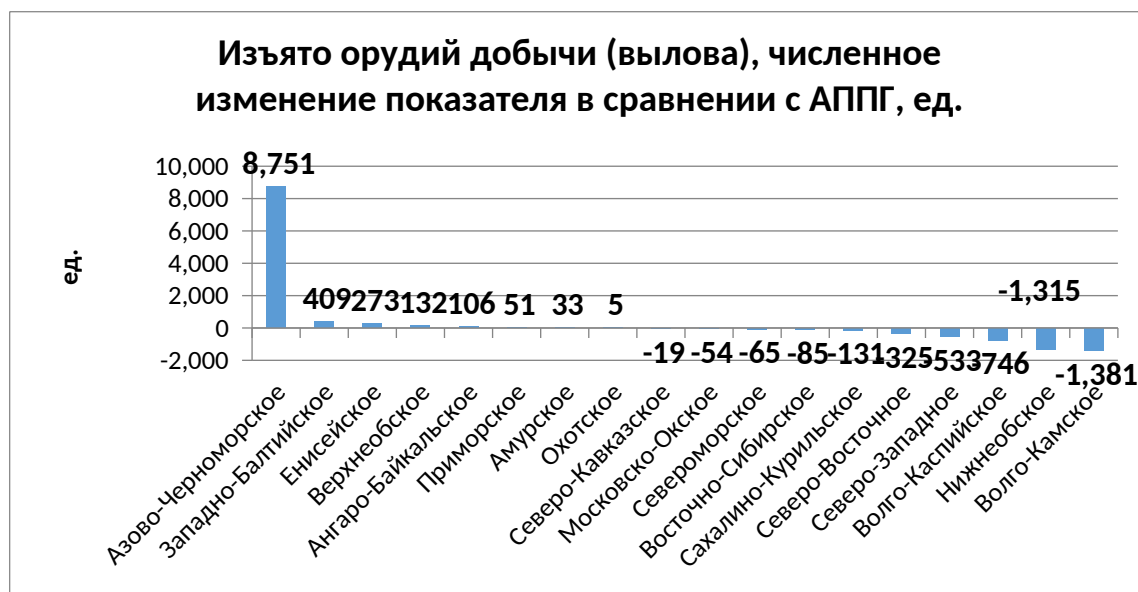 Изъято орудий добычи (вылова), численное
изменение показателя в сравнении с АППГ, ед.
ед.
10,000
8,000
6,000
4,000
2,000
0
-2,000
8,751
409
273
132
106
51
33
5
-19
-54
-65
-85
-131
-325
-533
-746
-1,315
-1,381
Азово-Черноморское
Западно-Балтийское
Енисейское
Верхнеобское
Ангаро-Байкальское
Приморское
Амурское
Охотское
Северо-Кавказское
Московско-Окское
Североморское
Восточно-Сибирское
Сахалино-Курильское
Северо-Восточное
Северо-Западное
Волго-Каспийское
Нижнеобское
Волго-Камское